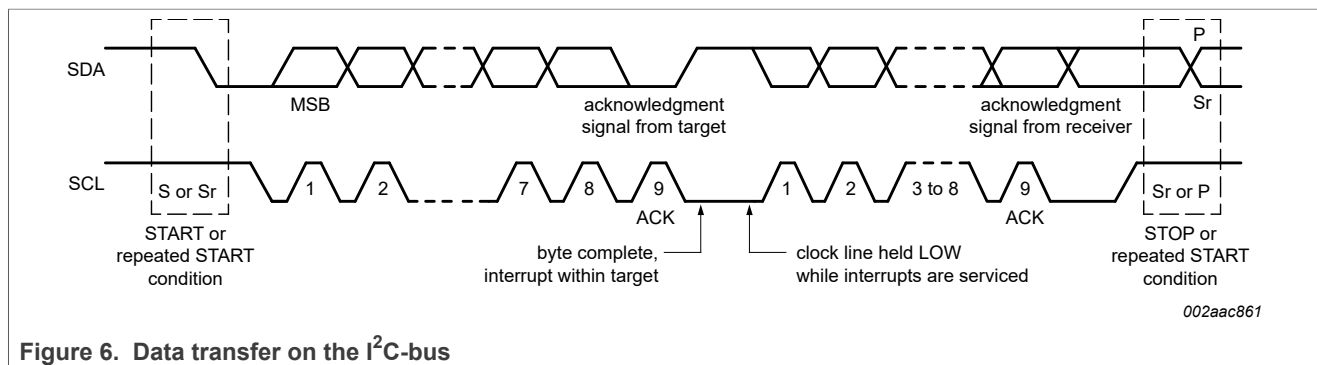 P
SDA
MSB
acknowledgment
signal from target
acknowledgment
signal from receiver
Sr
SCL
S or Sr
1
2
7
8
9
1
2
3 to 8
9
Sr or P
ACK
ACK
START or
repeated START
condition
byte complete,
interrupt within target
clock line held LOW
while interrupts are serviced
STOP or
repeated START
condition
002aac861
Figure 6. Data transfer on the I²C-bus